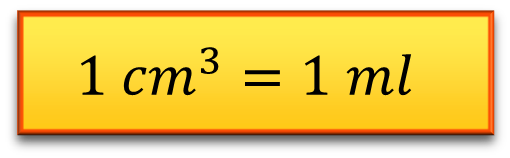 1 cm³ = 1 ml